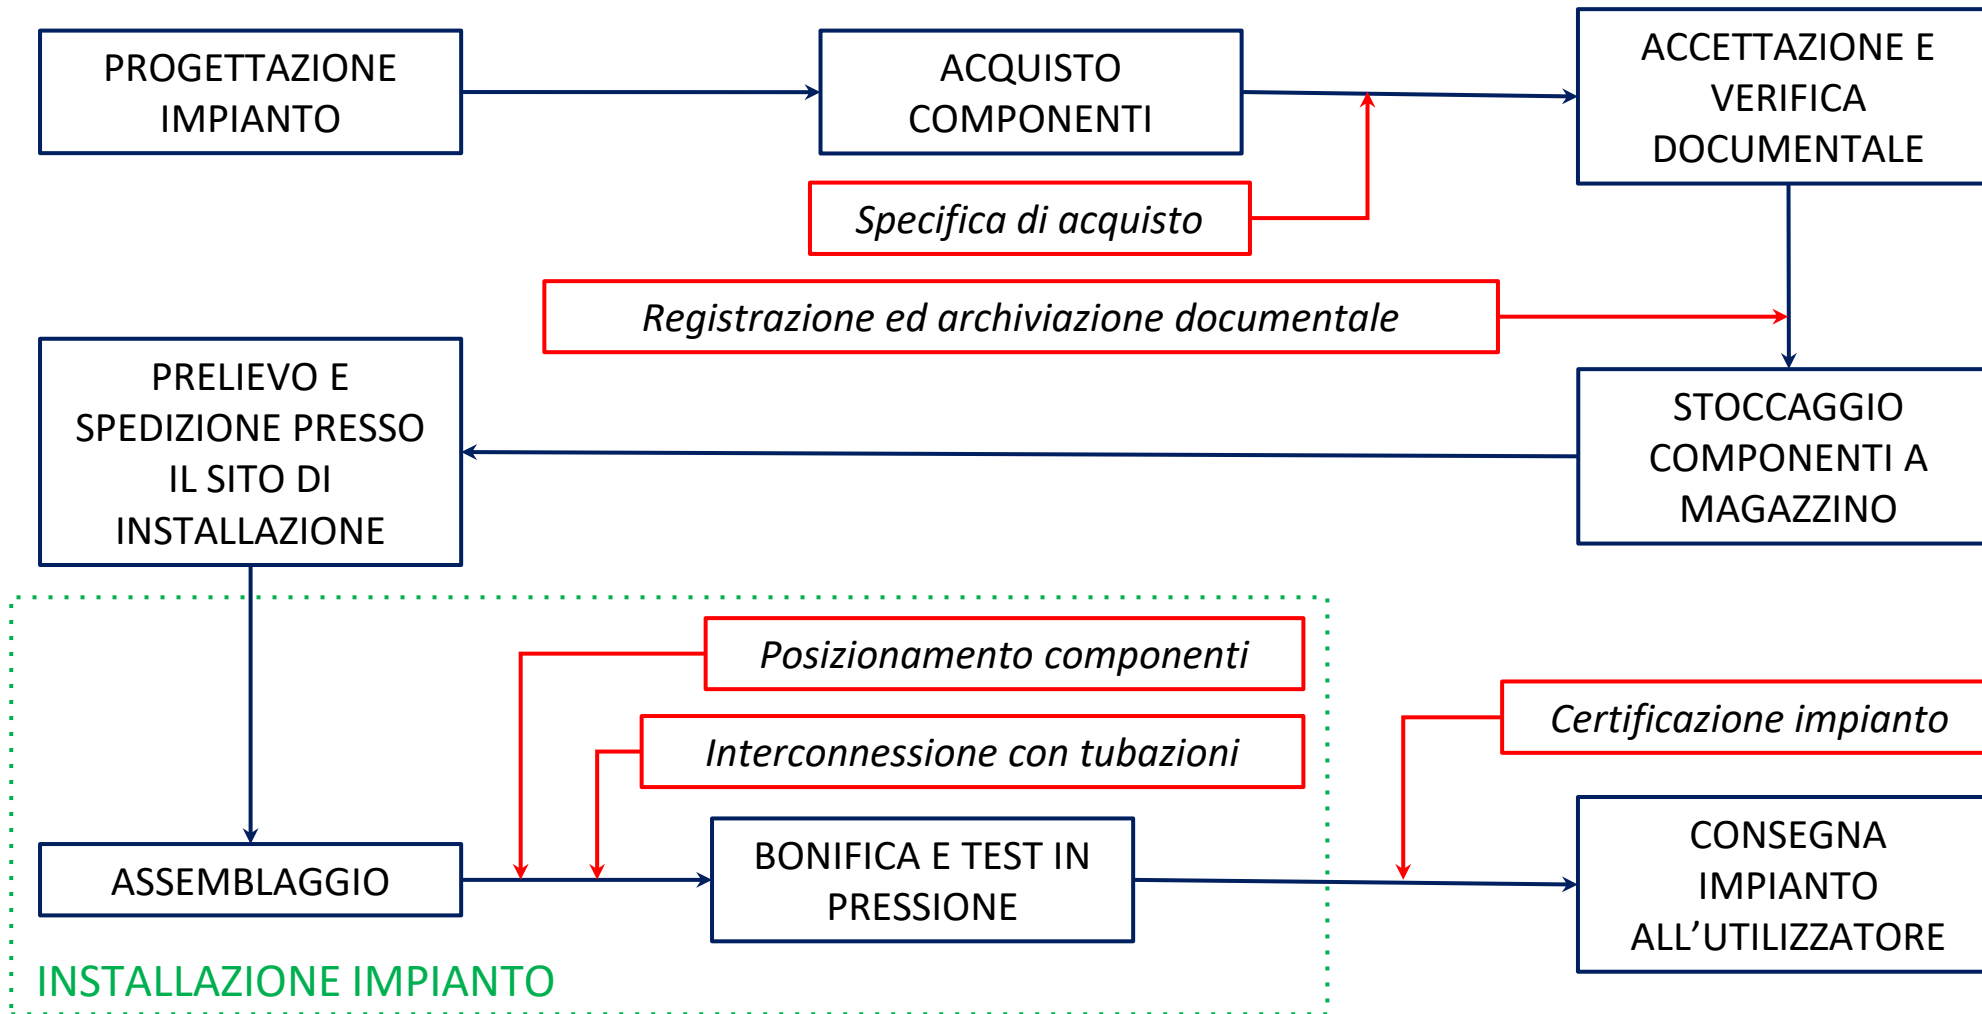 PROGETTAZIONE
IMPIANTO
ACQUISTO
COMPONENTI
ACCETTAZIONE E
VERIFICA
DOCUMENTALE
Specifica di acquisto
Registrazione ed archiviazione documentale
PRELIEVO E
SPEDIZIONE PRESSO
IL SITO DI
INSTALLAZIONE
STOCCAGGIO
COMPONENTI A
MAGAZZINO
Posizionamento componenti
Interconnessione con tubazioni
Certificazione impianto
ASSEMBLAGGIO
BONIFICA E TEST IN
PRESSIONE
CONSEGNA
IMPIANTO
ALL’UTILIZZATORE
INSTALLAZIONE IMPIANTO